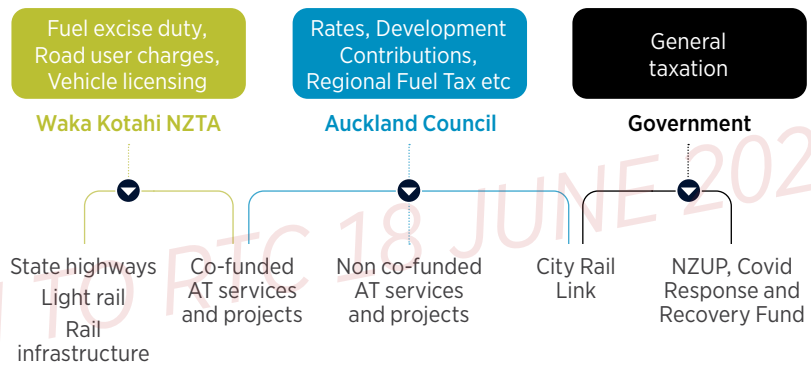 Fuel excise duty,
Road user charges,
Vehicle licensing
Rates, Development
Contributions,
Regional Fuel Tax etc
General
taxation
Waka Kotahi NZTA
Auckland Council
Government
State highways
Light rail
Rail
infrastructure
Co-funded
AT services
and projects
Non co-funded
AT services
and projects
City Rail
Link
NZUP, Covid
Response and
Recovery Fund
TO RTC 18 JUNE 202